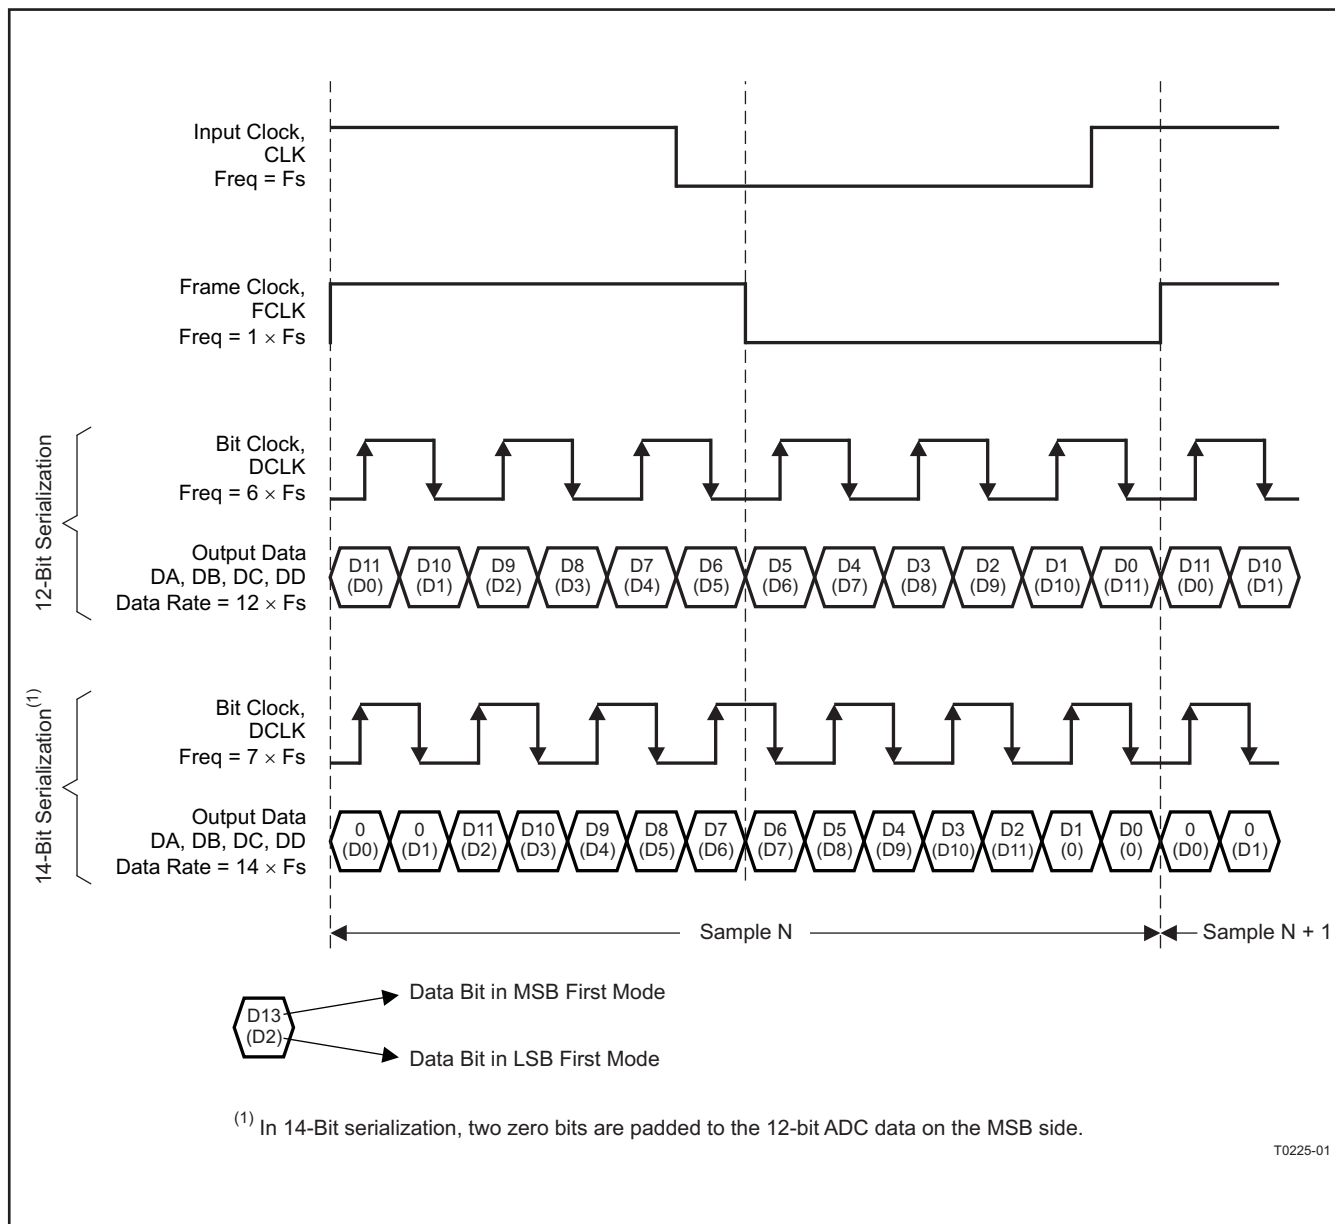 Input Clock,
CLK
Freq = Fs
Frame Clock,
FCLK
Freq = 1 × Fs
12-Bit Serialization
Bit Clock,
DCLK
Freq = 6 × Fs
Output Data
DA, DB, DC, DD
Data Rate = 12 × Fs
D11 D10 D9 D8 D7 D6 D5 D4 D3 D2 D1 D0 D11 D10
(D0) (D1) (D2) (D3) (D4) (D5) (D6) (D7) (D8) (D9) (D10) (D11) (D0) (D1)
14-Bit Serialization(1)
Bit Clock,
DCLK
Freq = 7 × Fs
Output Data
DA, DB, DC, DD
Data Rate = 14 × Fs
0 0 D11 D10 D9 D8 D7 D6 D5 D4 D3 D2 D1 D0 0 0
(D0) (D1) (D2) (D3) (D4) (D5) (D6) (D7) (D8) (D9) (D10) (D11) (0) (0) (D0) (D1)
Sample N
Sample N + 1
D13
(D2)
Data Bit in MSB First Mode
Data Bit in LSB First Mode
(1) In 14-Bit serialization, two zero bits are padded to the 12-bit ADC data on the MSB side.
T0225-01